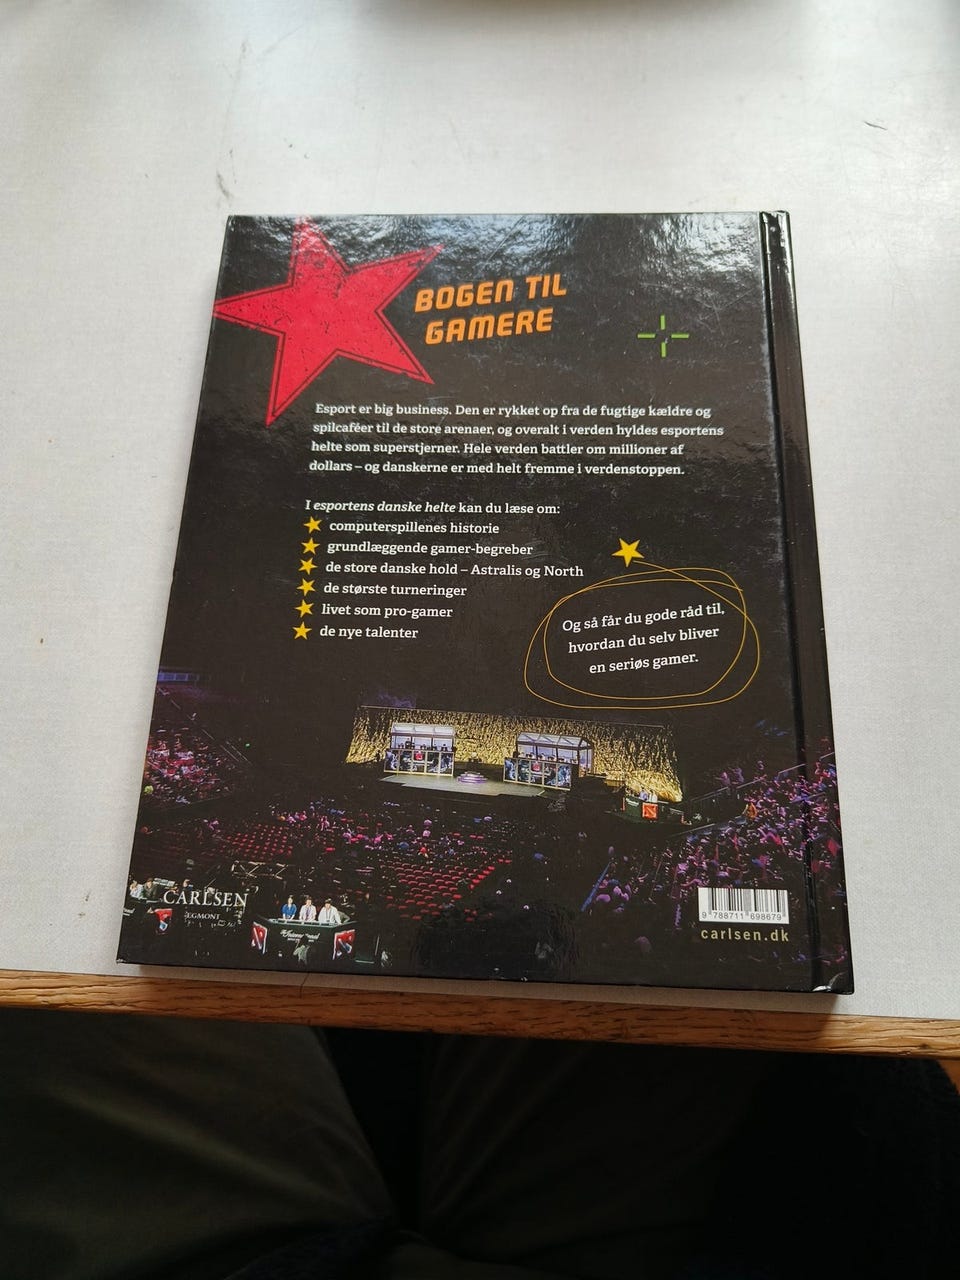 BOGEN TIL
GAMERE
Esport er big business. Den er rykket op fra de fugtige kældre og
spilcaféer til de store arenaer, og overalt i verden hyldes esportens
helte som superstjerner. Hele verden battler om millioner af
dollars – og danskerne er med helt fremme i verdenstoppen.
I esportens danske helte kan du læse om:
computerspillenes historie
grundlæggende gamer-begreber
de store danske hold – Astralis og North
de største turneringer
livet som pro-gamer
de nye talenter
Og så får du gode råd til,
hvordan du selv bliver
en seriøs gamer.
CARLSEN
EGMONT
9 788711 698679
carlsen.dk